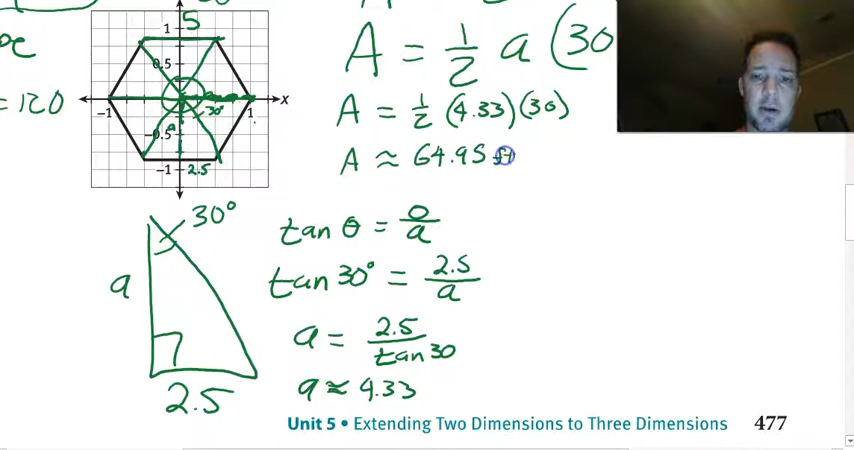 A = 1/2 a (30
oc
= 120
5
1
0.5
-1
1
x
30°
a
-0.5
-1
2.5
A = 1/2 (4.33)(30)
A ≈ 64.95 ft
30°
a
2.5
tan θ = o/a
tan 30° = 2.5/a
a = 2.5/tan 30
a ≈ 4.33
Unit 5 • Extending Two Dimensions to Three Dimensions 477